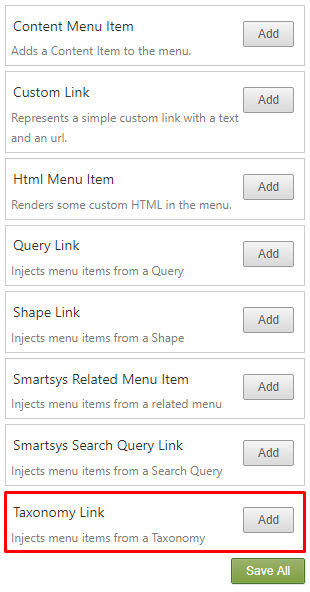 Content Menu Item
Add
Adds a Content Item to the menu.
Custom Link
Add
Represents a simple custom link with a text
and an url.
Html Menu Item
Add
Renders some custom HTML in the menu.
Query Link
Add
Injects menu items from a Query
Shape Link
Add
Injects menu items from a Shape
Smartsys Related Menu Item
Add
Injects menu items from a related menu
Smartsys Search Query Link
Add
Injects menu items from a Search Query
Taxonomy Link
Add
Injects menu items from a Taxonomy
Save All